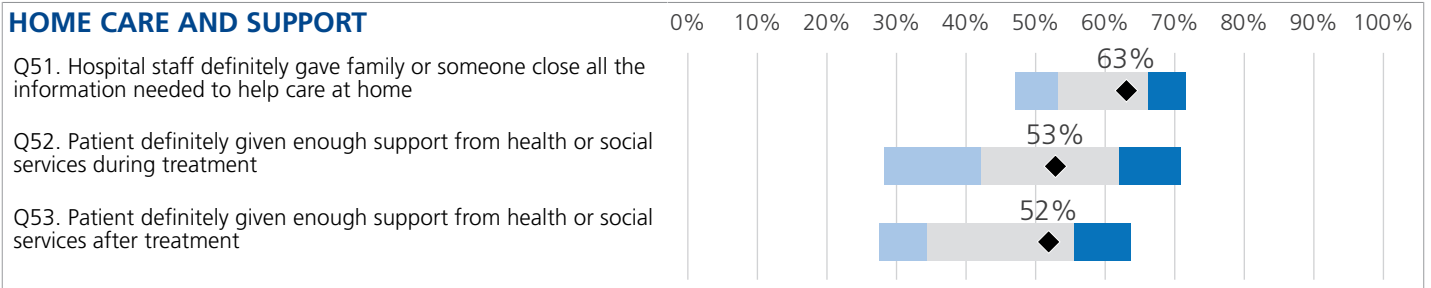 HOME CARE AND SUPPORT
0% 10% 20% 30% 40% 50% 60% 70% 80% 90% 100%
Q51. Hospital staff definitely gave family or someone close all the
information needed to help care at home
63%
Q52. Patient definitely given enough support from health or social
services during treatment
53%
Q53. Patient definitely given enough support from health or social
services after treatment
52%